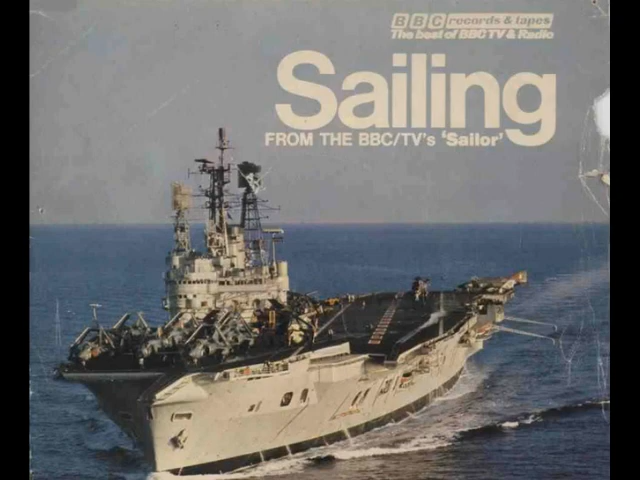 BBC records & tapes
The best of BBC TV & Radio
Sailing
FROM THE BBC/TV's 'Sailor'